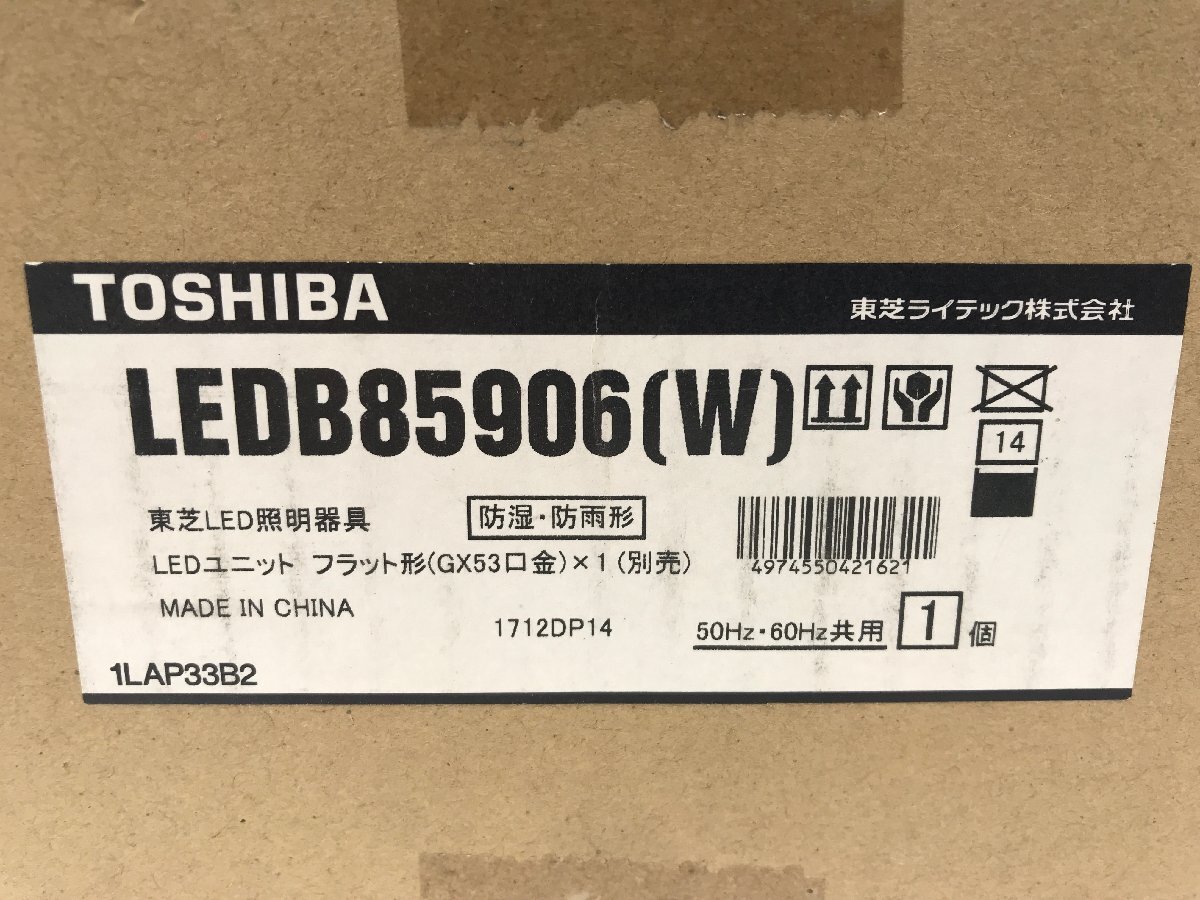 TOSHIBA 東芝ライテック株式会社
LEDB85906(W)
14
東芝LED照明器具 防湿・防雨形
LEDユニット フラット形(GX53口金)×1(別売)
4974550421621
MADE IN CHINA
1712DP14 50Hz・60Hz共用 1個
1LAP33B2